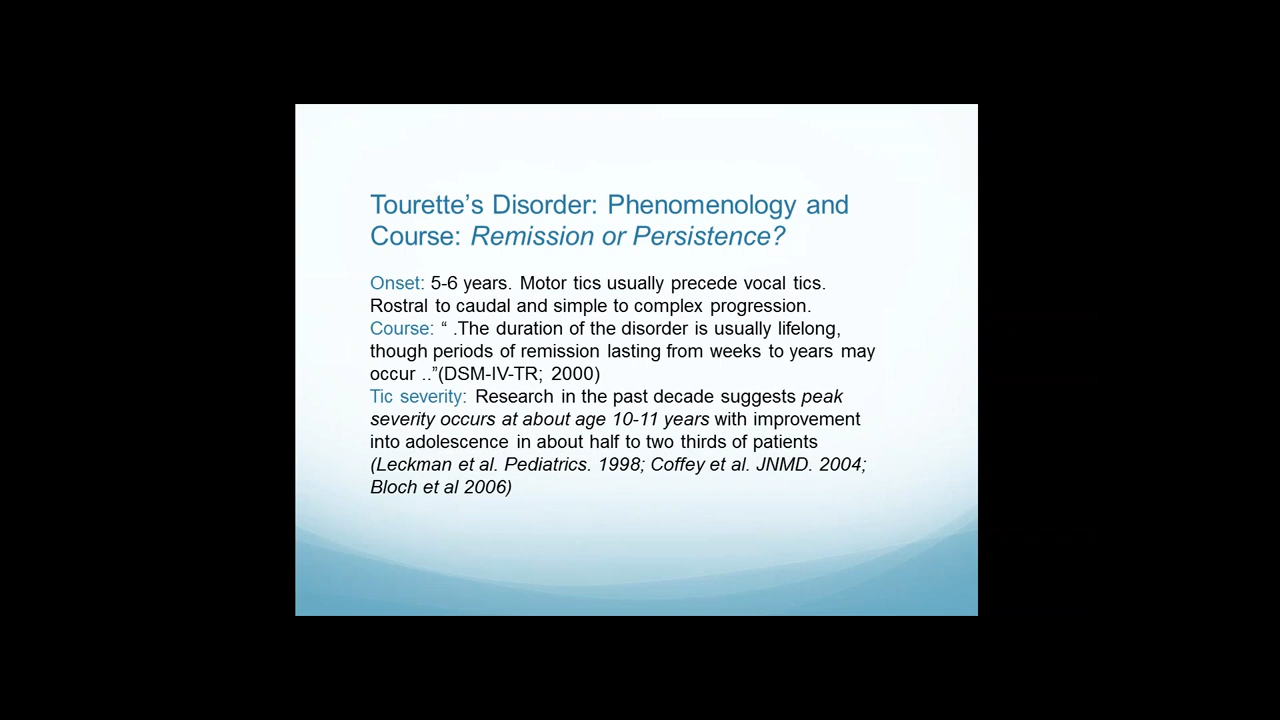 Tourette’s Disorder: Phenomenology and
Course: Remission or Persistence?
Onset: 5-6 years. Motor tics usually precede vocal tics.
Rostral to caudal and simple to complex progression.
Course: “ .The duration of the disorder is usually lifelong,
though periods of remission lasting from weeks to years may
occur ..”(DSM-IV-TR; 2000)
Tic severity: Research in the past decade suggests peak
severity occurs at about age 10-11 years with improvement
into adolescence in about half to two thirds of patients
(Leckman et al. Pediatrics. 1998; Coffey et al. JNMD. 2004;
Bloch et al 2006)